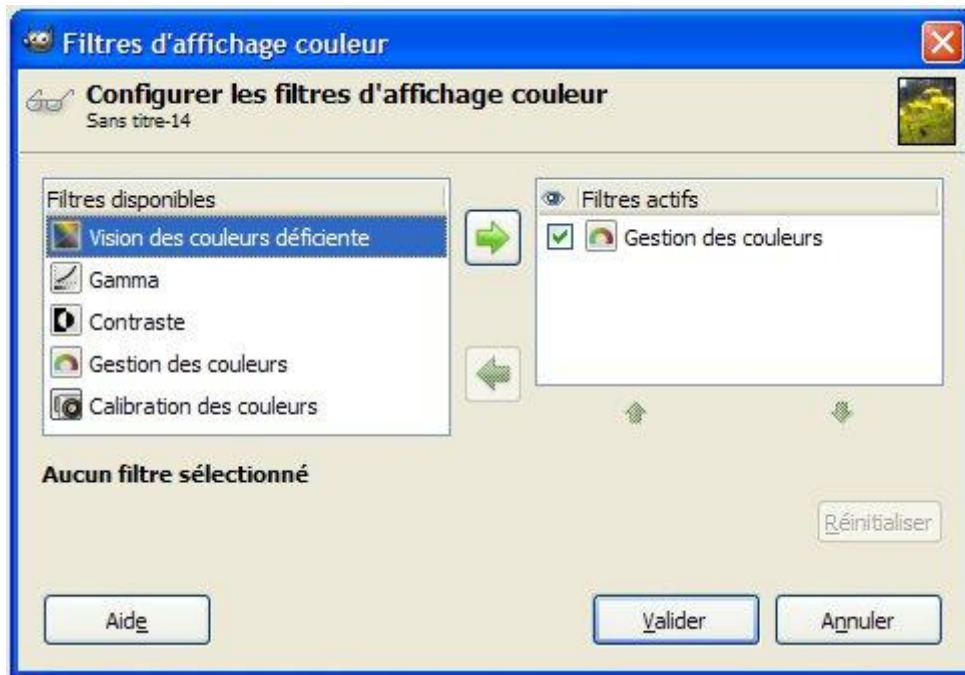 Filtres d'affichage couleur
Configurer les filtres d'affichage couleur
Sans titre-14
Filtres disponibles
Vision des couleurs déficiente
Gamma
Contraste
Gestion des couleurs
Calibration des couleurs
Filtres actifs
Gestion des couleurs
Aucun filtre sélectionné
Réinitialiser
Aide
Valider
Annuler